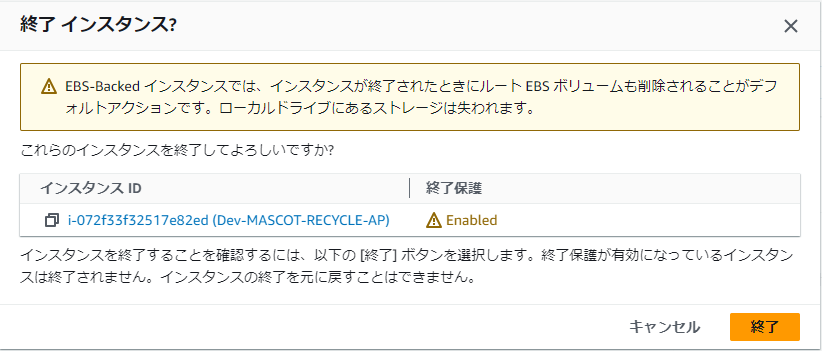 終了 インスタンス?
EBS-Backed インスタンスでは、インスタンスが終了されたときにルート EBS ボリュームも削除されることがデフ
ォルトアクションです。ローカルドライブにあるストレージは失われます。
これらのインスタンスを終了してよろしいですか?
インスタンス ID 終了保護
i-072f33f32517e82ed (Dev-MASCOT-RECYCLE-AP) Enabled
インスタンスを終了することを確認するには、以下の [終了] ボタンを選択します。終了保護が有効になっているインスタン
スは終了されません。インスタンスの終了を元に戻すことはできません。
キャンセル 終了